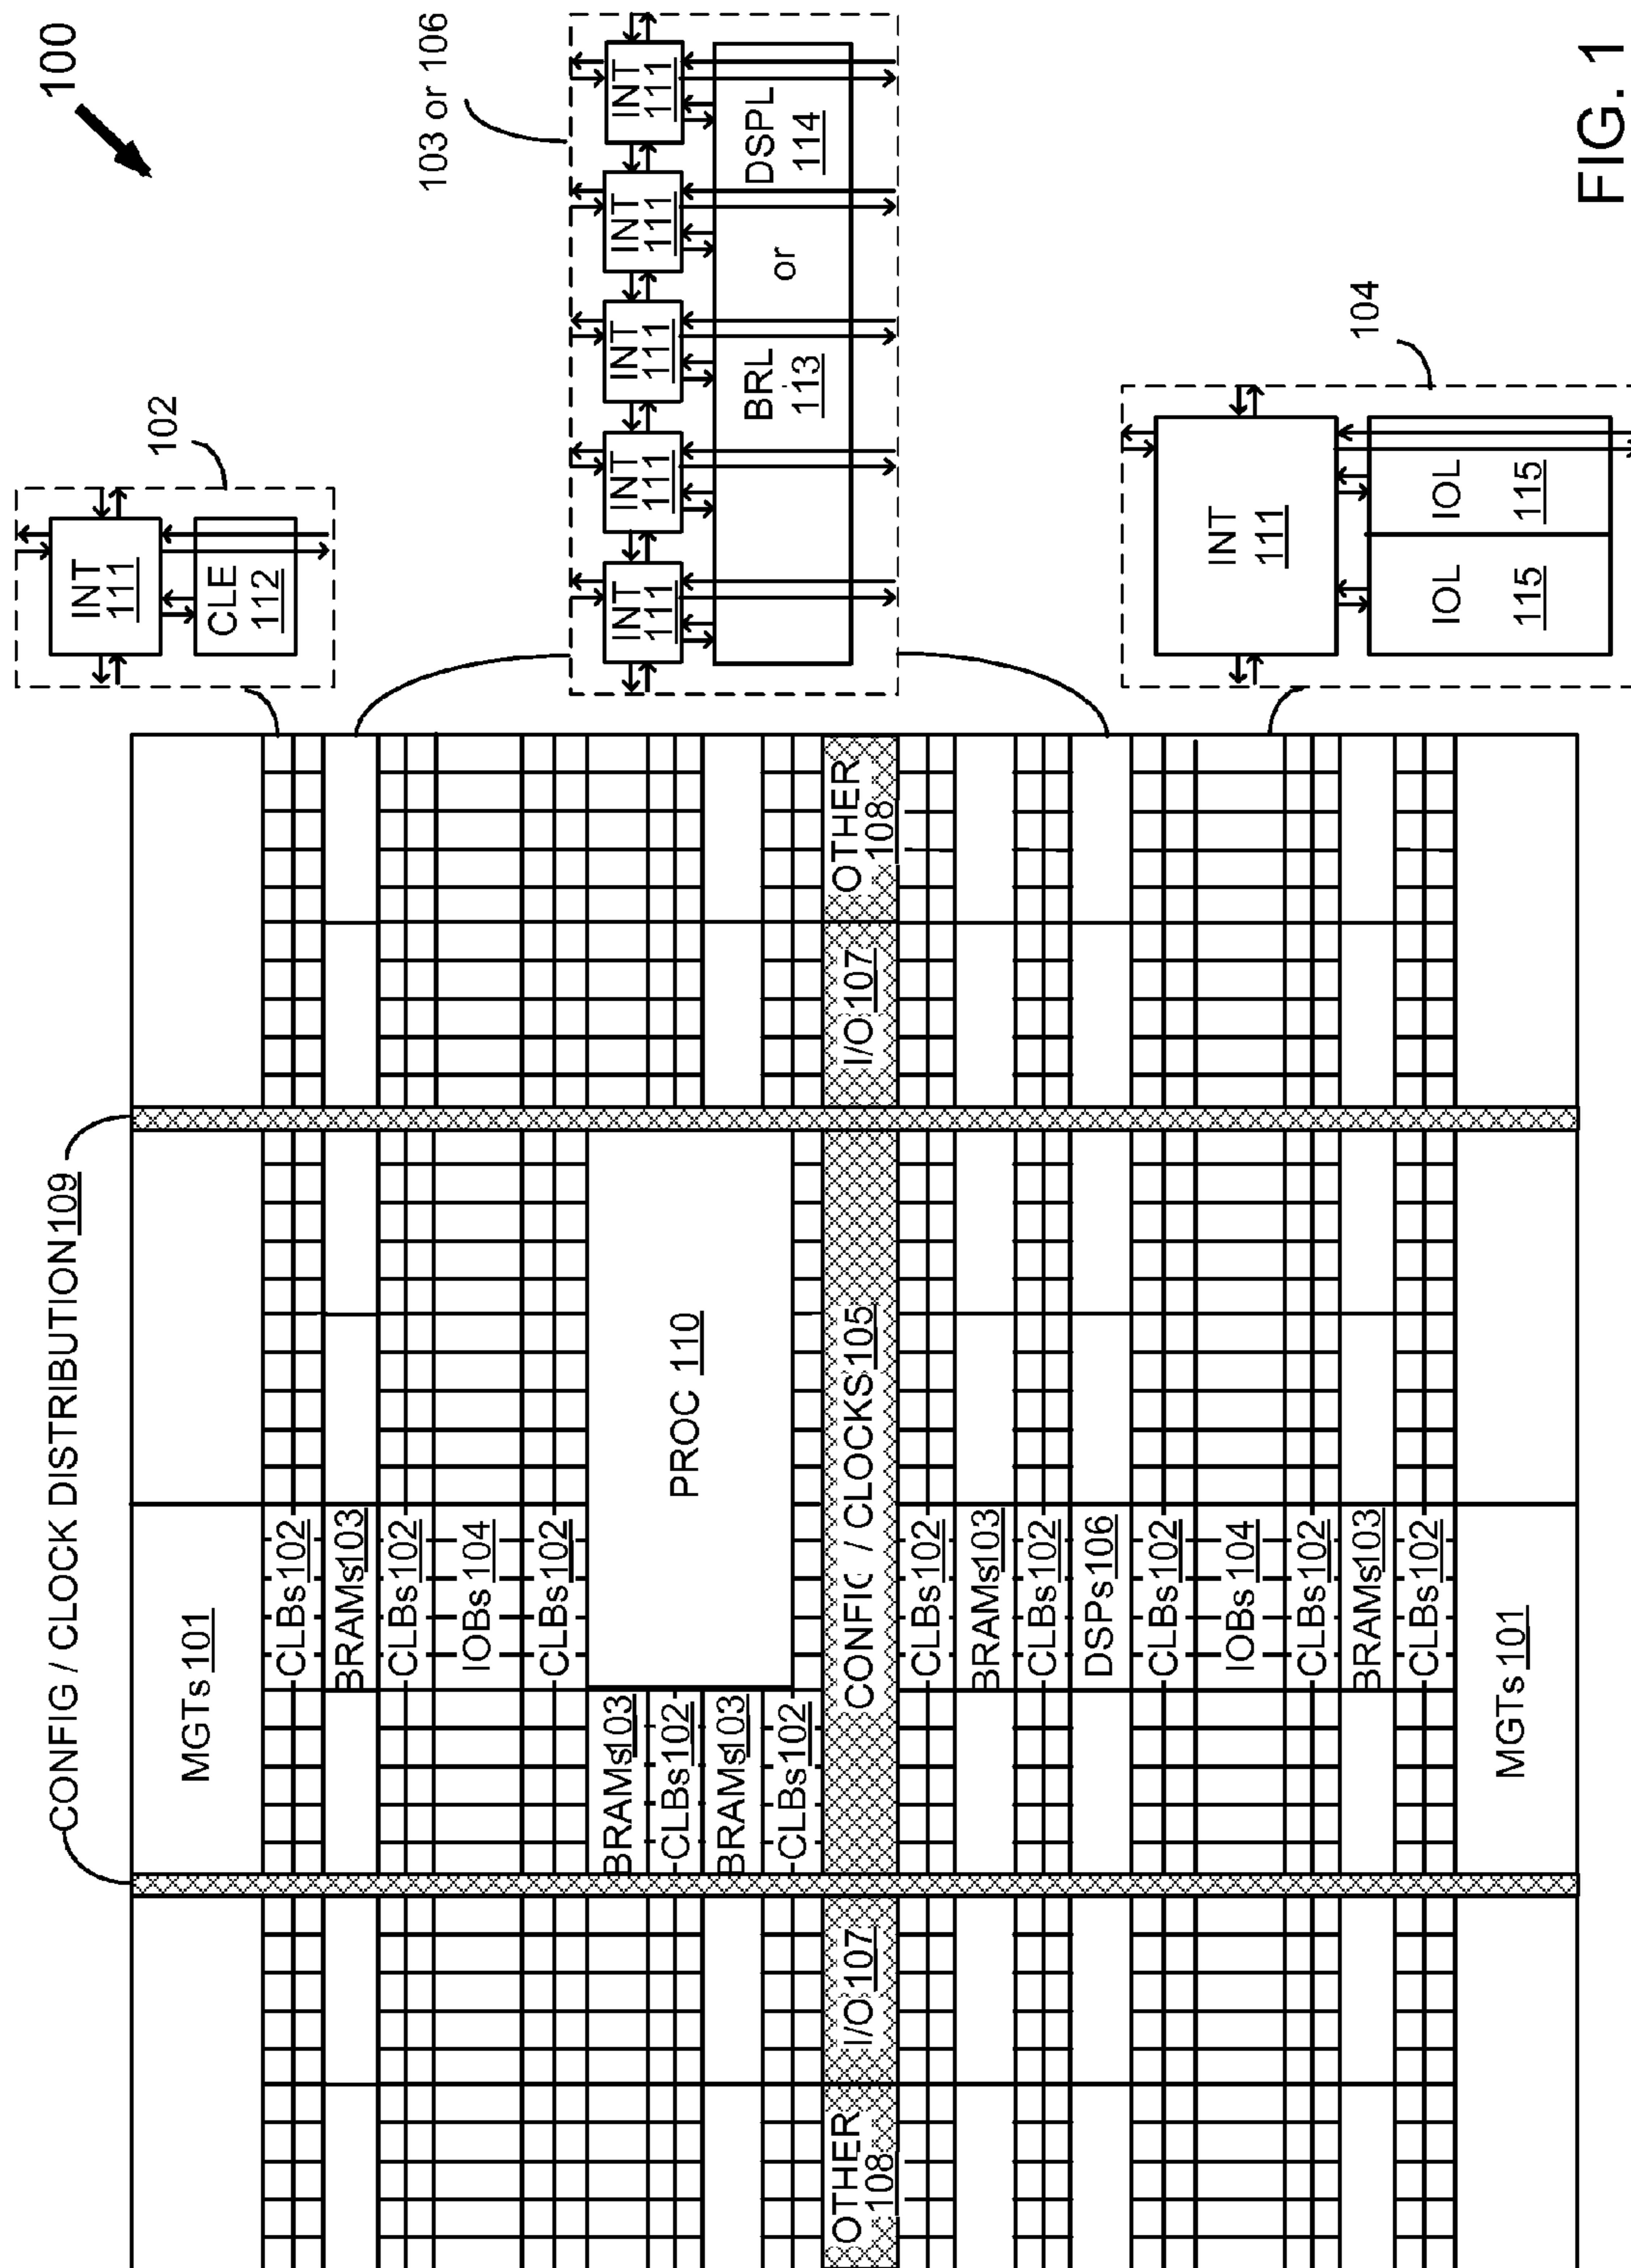 100
CONFIG / CLOCK DISTRIBUTION 109
MGTs 101
CLBs 102
BRAMs 103
CLBs 102
IOBs 104
CLBs 102
BRAMs 103
CLBs 102
BRAMs 103
CLBs 102
PROC 110
OTHER
108
I/O 107
CONFIG / CLOCKS 105
I/O 107
OTHER
108
CLBs 102
BRAMs 103
CLBs 102
DSPs 106
CLBs 102
IOBs 104
CLBs 102
BRAMs 103
CLBs 102
MGTs 101
102
INT
111
CLE
112
103 or 106
INT
111
INT
111
INT
111
INT
111
INT
111
BRL
113
or
DSPL
114
104
INT
111
IOL
115
IOL
115
FIG. 1